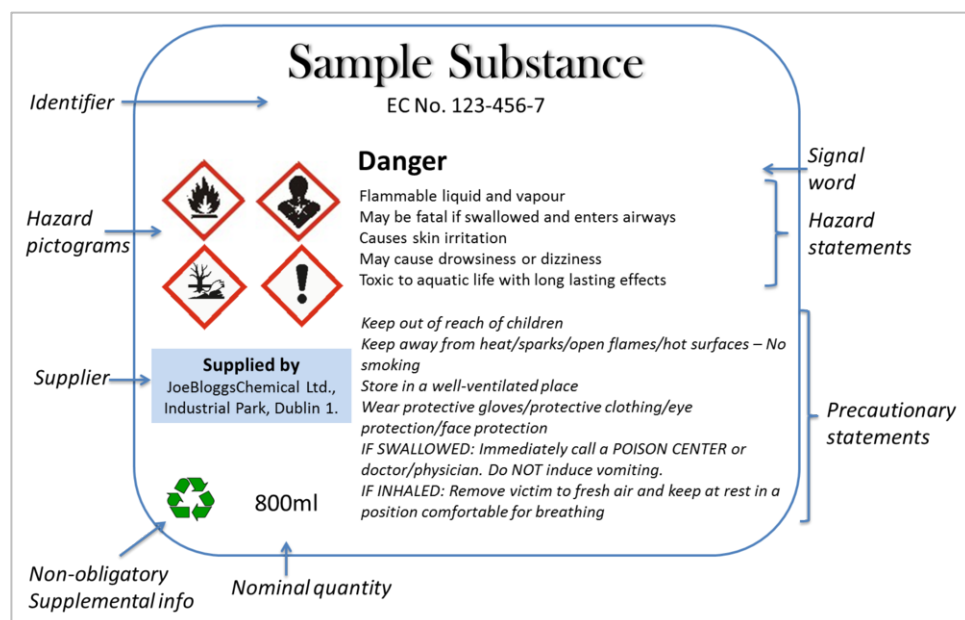 Sample Substance
EC No. 123-456-7
Identifier
Danger
Signal
word
Flammable liquid and vapour
May be fatal if swallowed and enters airways
Causes skin irritation
May cause drowsiness or dizziness
Toxic to aquatic life with long lasting effects
Hazard
pictograms
Hazard
statements
Keep out of reach of children
Keep away from heat/sparks/open flames/hot surfaces – No
smoking
Store in a well-ventilated place
Wear protective gloves/protective clothing/eye
protection/face protection
IF SWALLOWED: Immediately call a POISON CENTER or
doctor/physician. Do NOT induce vomiting.
IF INHALED: Remove victim to fresh air and keep at rest in a
position comfortable for breathing
Precautionary
statements
Supplier
Supplied by
JoeBloggsChemical Ltd.,
Industrial Park, Dublin 1.
800ml
Non-obligatory
Supplemental info
Nominal quantity